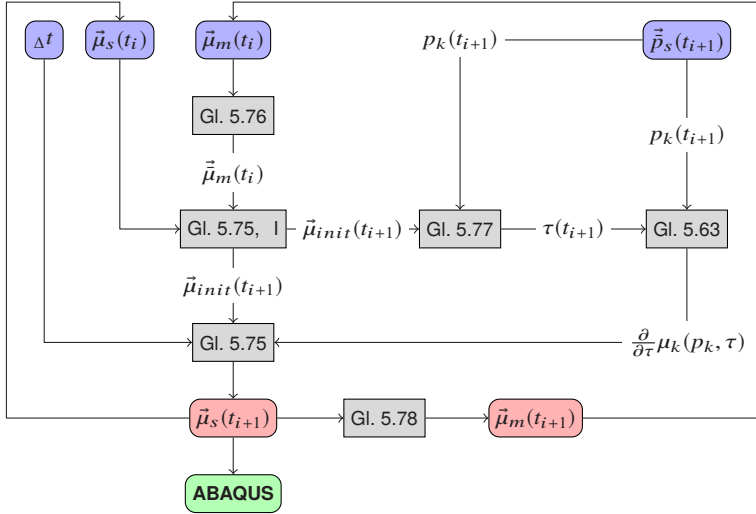 Δt
μ⃗_s(t_i)
μ⃗_m(t_i)
p_k(t_{i+1})
p̄⃗_s(t_{i+1})
Gl. 5.76
p_k(t_{i+1})
μ̄⃗_m(t_i)
Gl. 5.75, I
μ⃗_{init}(t_{i+1})
Gl. 5.77
τ(t_{i+1})
Gl. 5.63
μ⃗_{init}(t_{i+1})
Gl. 5.75
∂/∂τ μ_k(p_k, τ)
μ⃗_s(t_{i+1})
Gl. 5.78
μ⃗_m(t_{i+1})
ABAQUS